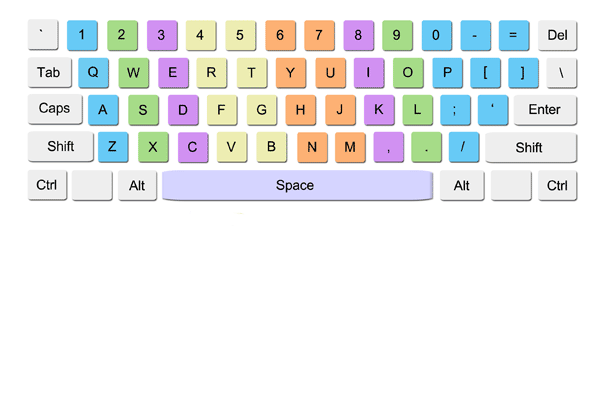 ` 1 2 3 4 5 6 7 8 9 0 - = Del
Tab Q W E R T Y U I O P [ ] \
Caps A S D F G H J K L ; ‘ Enter
Shift Z X C V B N M , . / Shift
Ctrl Alt Space Alt Ctrl